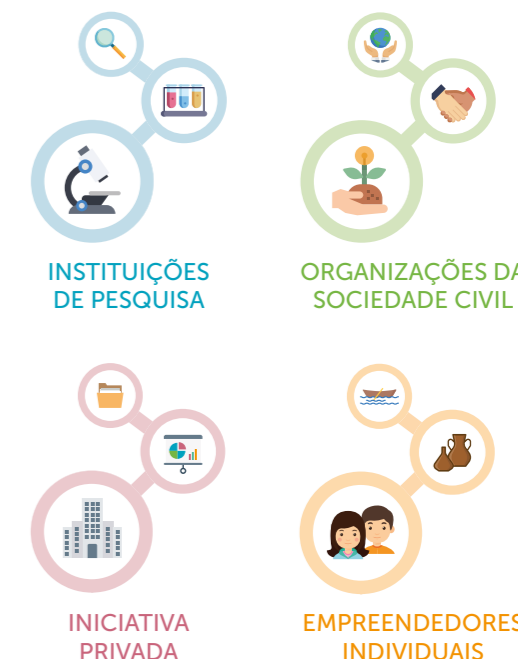 INSTITUIÇÕES
DE PESQUISA
ORGANIZAÇÕES DA
SOCIEDADE CIVIL
INICIATIVA
PRIVADA
EMPREENDEDORES
INDIVIDUAIS